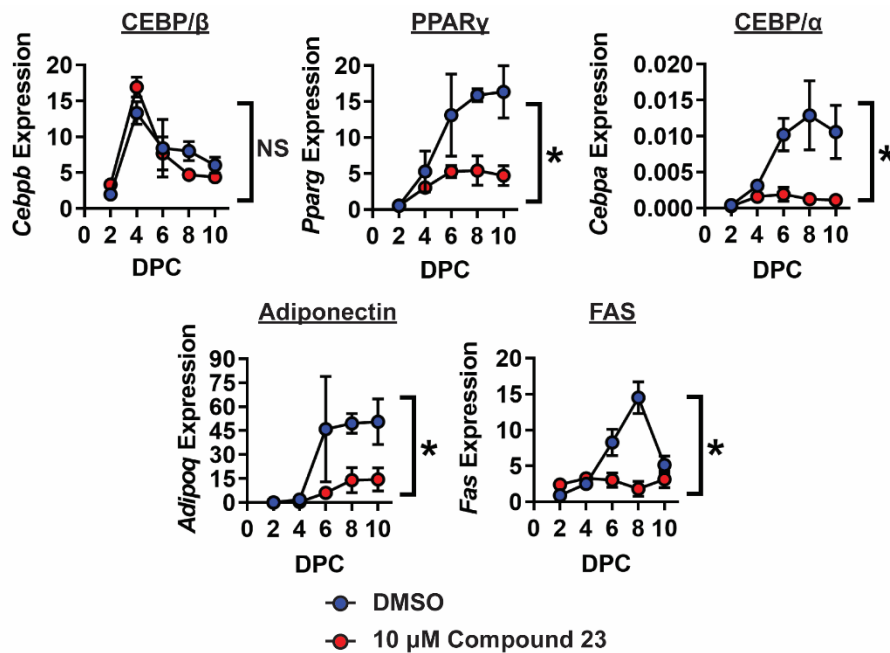 CEBP/β
Cebpb Expression
20
15
10
5
0
0 2 4 6 8 10
DPC
NS
PPARγ
Pparg Expression
20
15
10
5
0
0 2 4 6 8 10
DPC
*
CEBP/α
Cebpa Expression
0.020
0.015
0.010
0.005
0.000
0 2 4 6 8 10
DPC
*
Adiponectin
Adipoq Expression
90
75
60
45
30
15
0
0 2 4 6 8 10
DPC
*
FAS
Fas Expression
20
15
10
5
0
0 2 4 6 8 10
DPC
*
DMSO
10 µM Compound 23